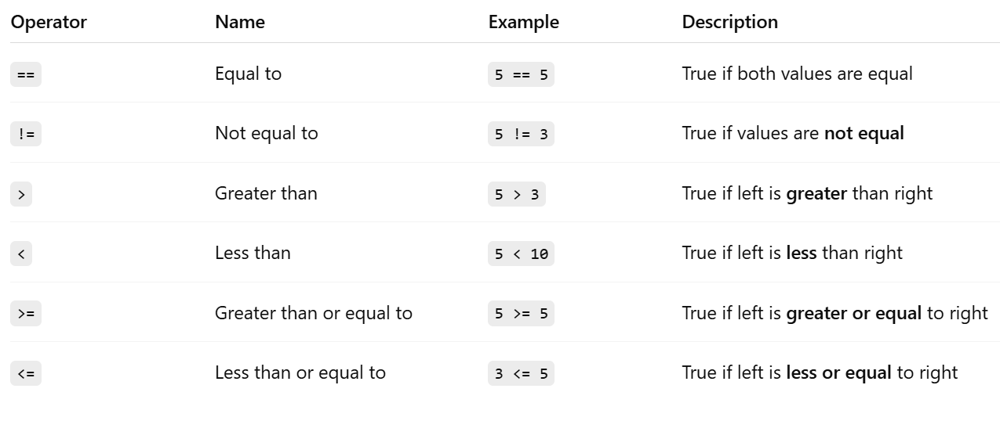 Operator Name Example Description
== Equal to 5 == 5 True if both values are equal
!= Not equal to 5 != 3 True if values are not equal
> Greater than 5 > 3 True if left is greater than right
< Less than 5 < 10 True if left is less than right
>= Greater than or equal to 5 >= 5 True if left is greater or equal to right
<= Less than or equal to 3 <= 5 True if left is less or equal to right